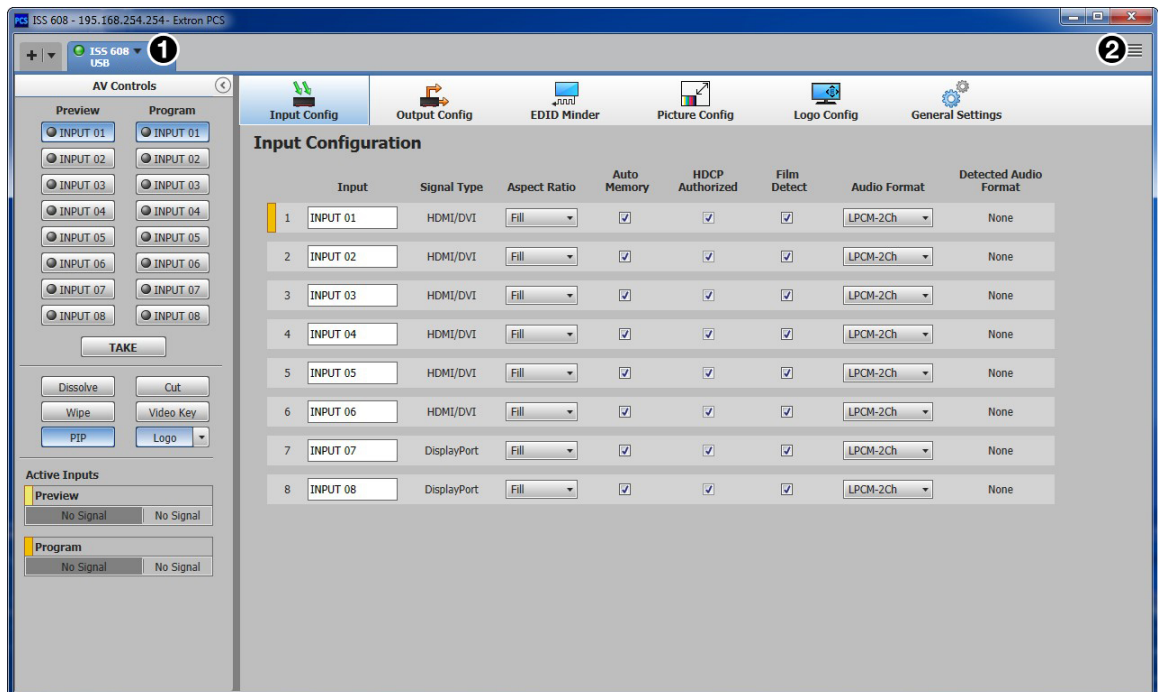 PCS ISS 608 - 195.168.254.254- Extron PCS
ISS 608
USB
1
2
AV Controls
Preview Program
INPUT 01 INPUT 01
INPUT 02 INPUT 02
INPUT 03 INPUT 03
INPUT 04 INPUT 04
INPUT 05 INPUT 05
INPUT 06 INPUT 06
INPUT 07 INPUT 07
INPUT 08 INPUT 08
TAKE
Dissolve Cut
Wipe Video Key
PIP Logo
Active Inputs
Preview
No Signal No Signal
Program
No Signal No Signal
Input Config Output Config EDID Minder Picture Config Logo Config General Settings
Input Configuration
Input Signal Type Aspect Ratio Auto Memory HDCP Authorized Film Detect Audio Format Detected Audio Format
1 INPUT 01 HDMI/DVI Fill LPCM-2Ch None
2 INPUT 02 HDMI/DVI Fill LPCM-2Ch None
3 INPUT 03 HDMI/DVI Fill LPCM-2Ch None
4 INPUT 04 HDMI/DVI Fill LPCM-2Ch None
5 INPUT 05 HDMI/DVI Fill LPCM-2Ch None
6 INPUT 06 HDMI/DVI Fill LPCM-2Ch None
7 INPUT 07 DisplayPort Fill LPCM-2Ch None
8 INPUT 08 DisplayPort Fill LPCM-2Ch None